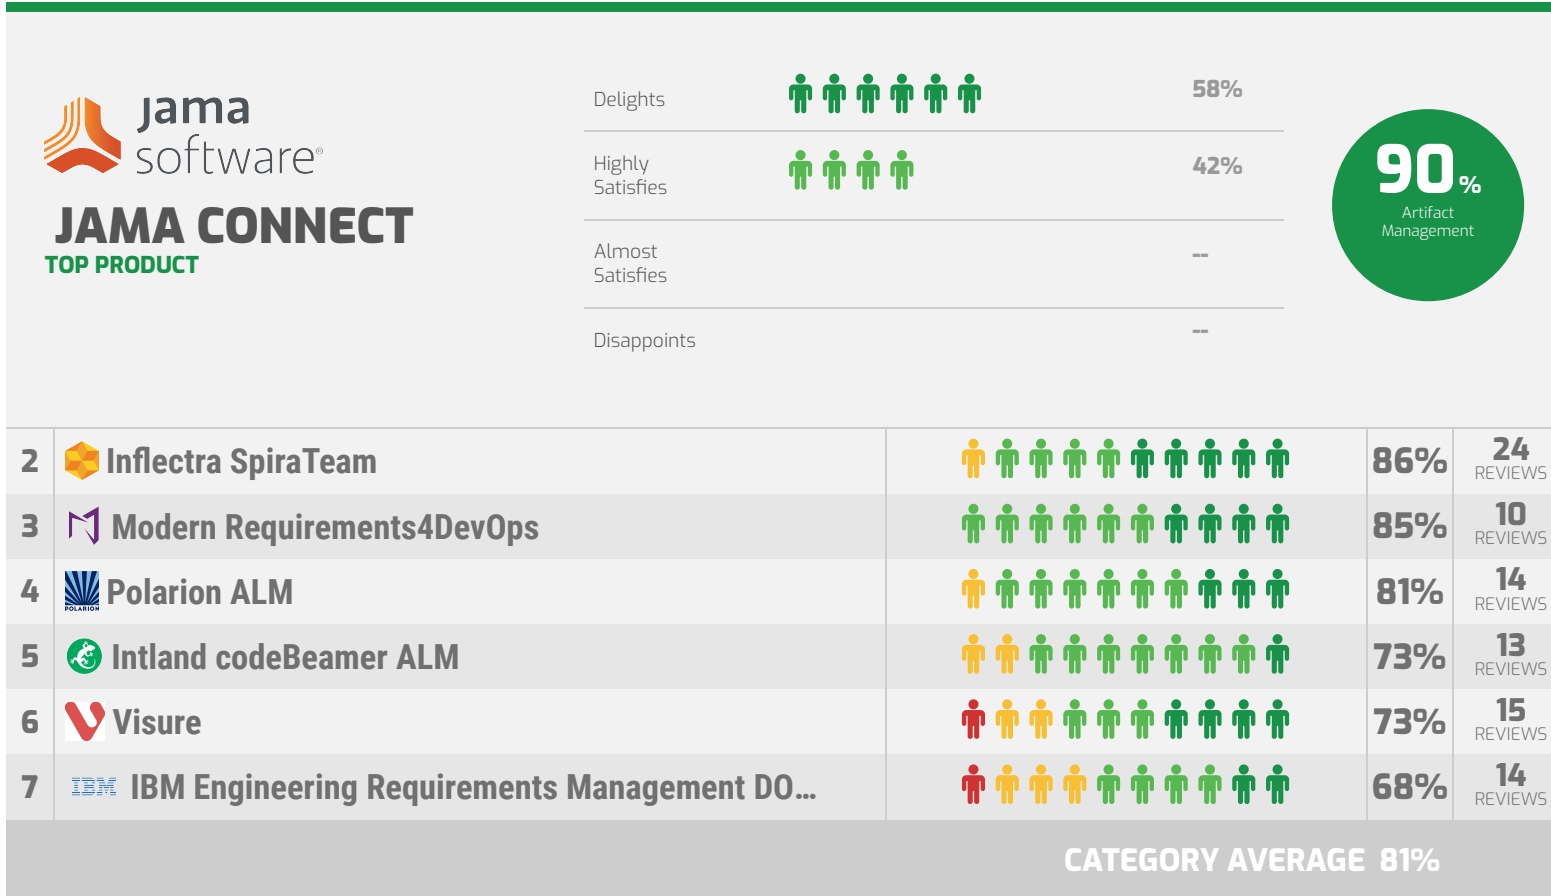 jama
software®
JAMA CONNECT
TOP PRODUCT
Delights
58%
Highly
Satisfies
42%
Almost
Satisfies
--
Disappoints
--
90%
Artifact
Management
2 Inflectra SpiraTeam 86% 24 REVIEWS
3 Modern Requirements4DevOps 85% 10 REVIEWS
4 POLARION Polarion ALM 81% 14 REVIEWS
5 Intland codeBeamer ALM 73% 13 REVIEWS
6 Visure 73% 15 REVIEWS
7 IBM IBM Engineering Requirements Management DO... 68% 14 REVIEWS
CATEGORY AVERAGE 81%